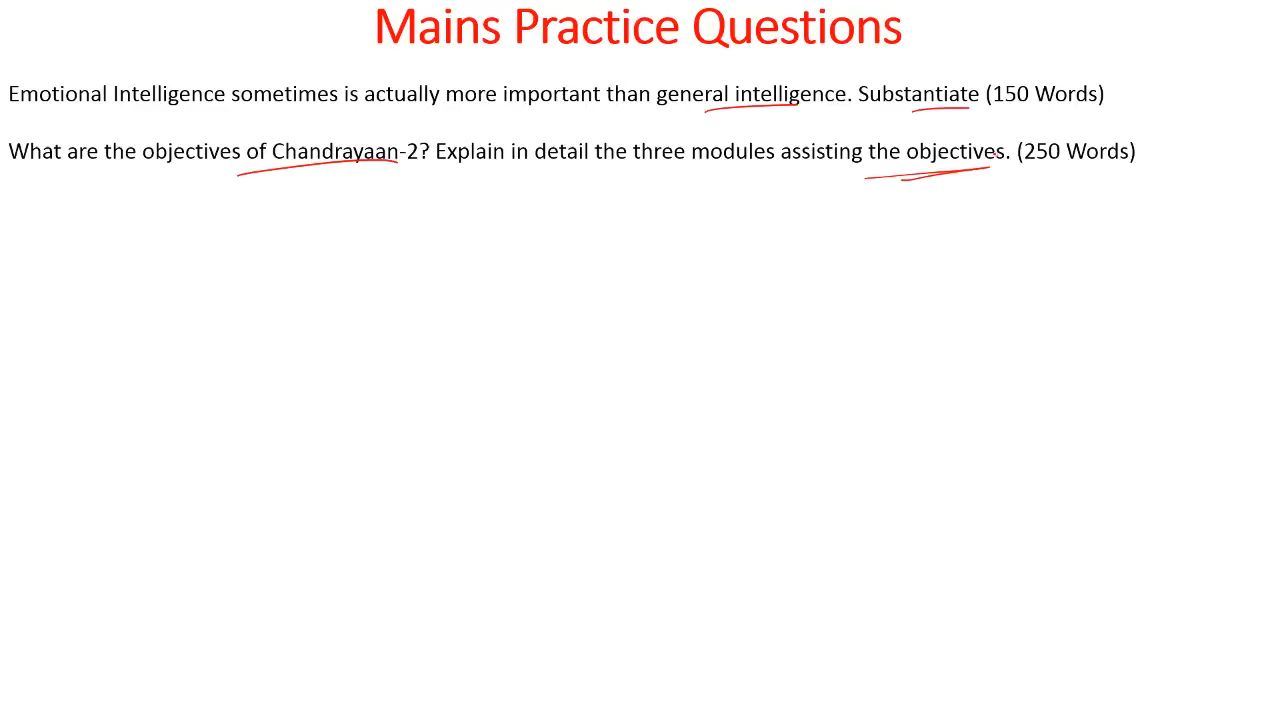 Mains Practice Questions
Emotional Intelligence sometimes is actually more important than general intelligence. Substantiate (150 Words)
What are the objectives of Chandrayaan-2? Explain in detail the three modules assisting the objectives. (250 Words)